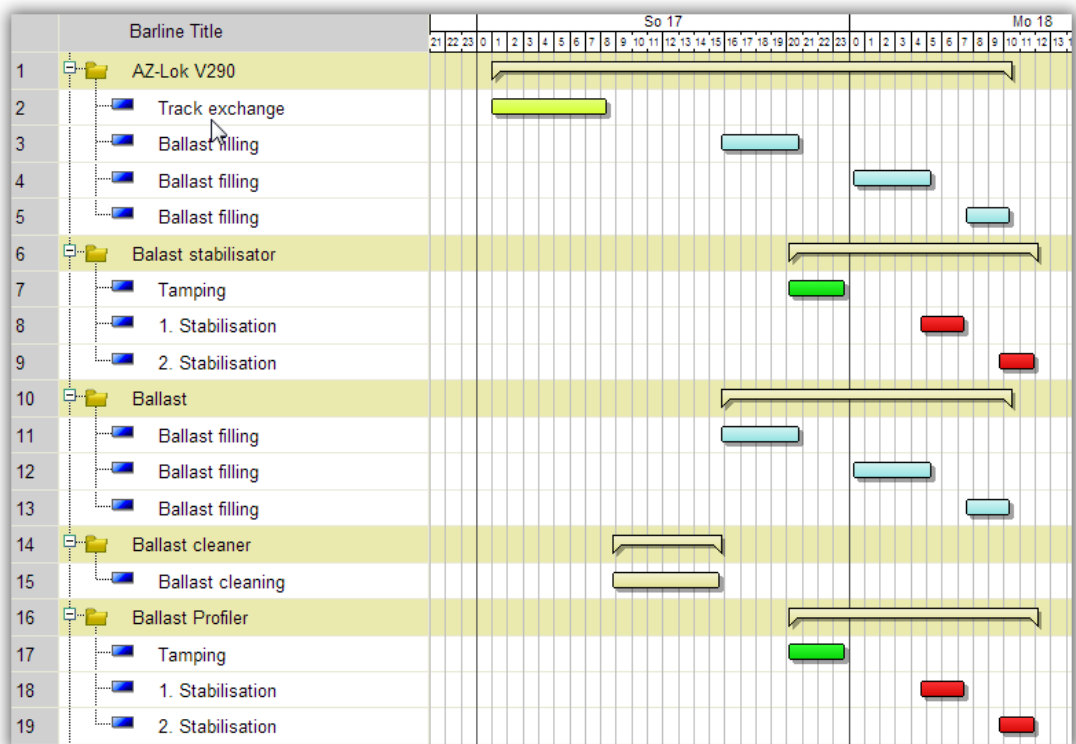 Barline Title
So 17 Mo 18
21 22 23 0 1 2 3 4 5 6 7 8 9 10 11 12 13 14 15 16 17 18 19 20 21 22 23 0 1 2 3 4 5 6 7 8 9 10 11 12 13
1 AZ-Lok V290
2 Track exchange
3 Ballast filling
4 Ballast filling
5 Ballast filling
6 Balast stabilisator
7 Tamping
8 1. Stabilisation
9 2. Stabilisation
10 Ballast
11 Ballast filling
12 Ballast filling
13 Ballast filling
14 Ballast cleaner
15 Ballast cleaning
16 Ballast Profiler
17 Tamping
18 1. Stabilisation
19 2. Stabilisation